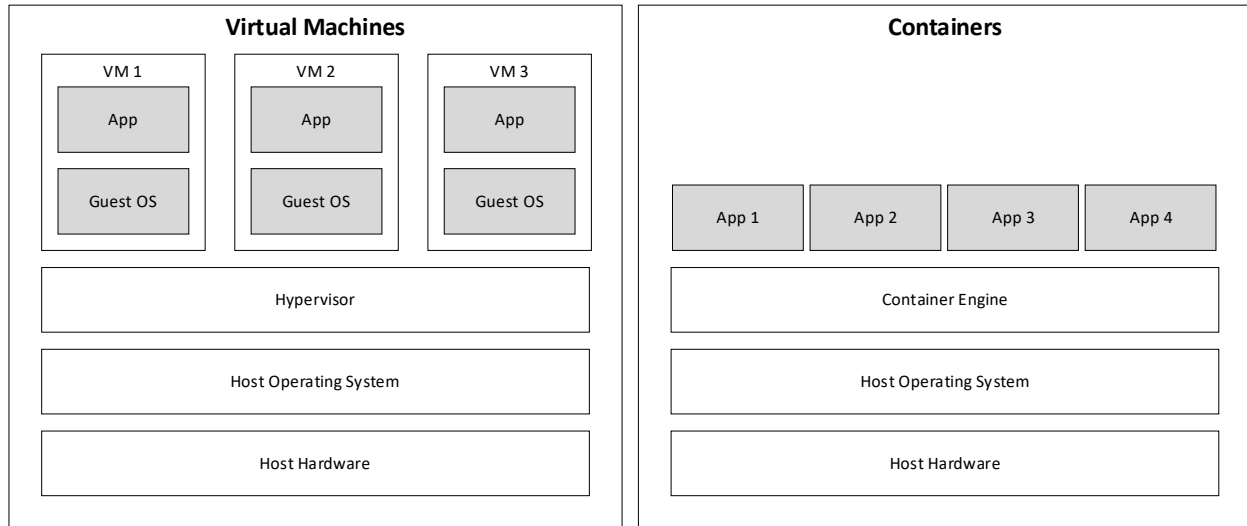 Virtual Machines
VM 1
App
Guest OS
VM 2
App
Guest OS
VM 3
App
Guest OS
Hypervisor
Host Operating System
Host Hardware
Containers
App 1
App 2
App 3
App 4
Container Engine
Host Operating System
Host Hardware